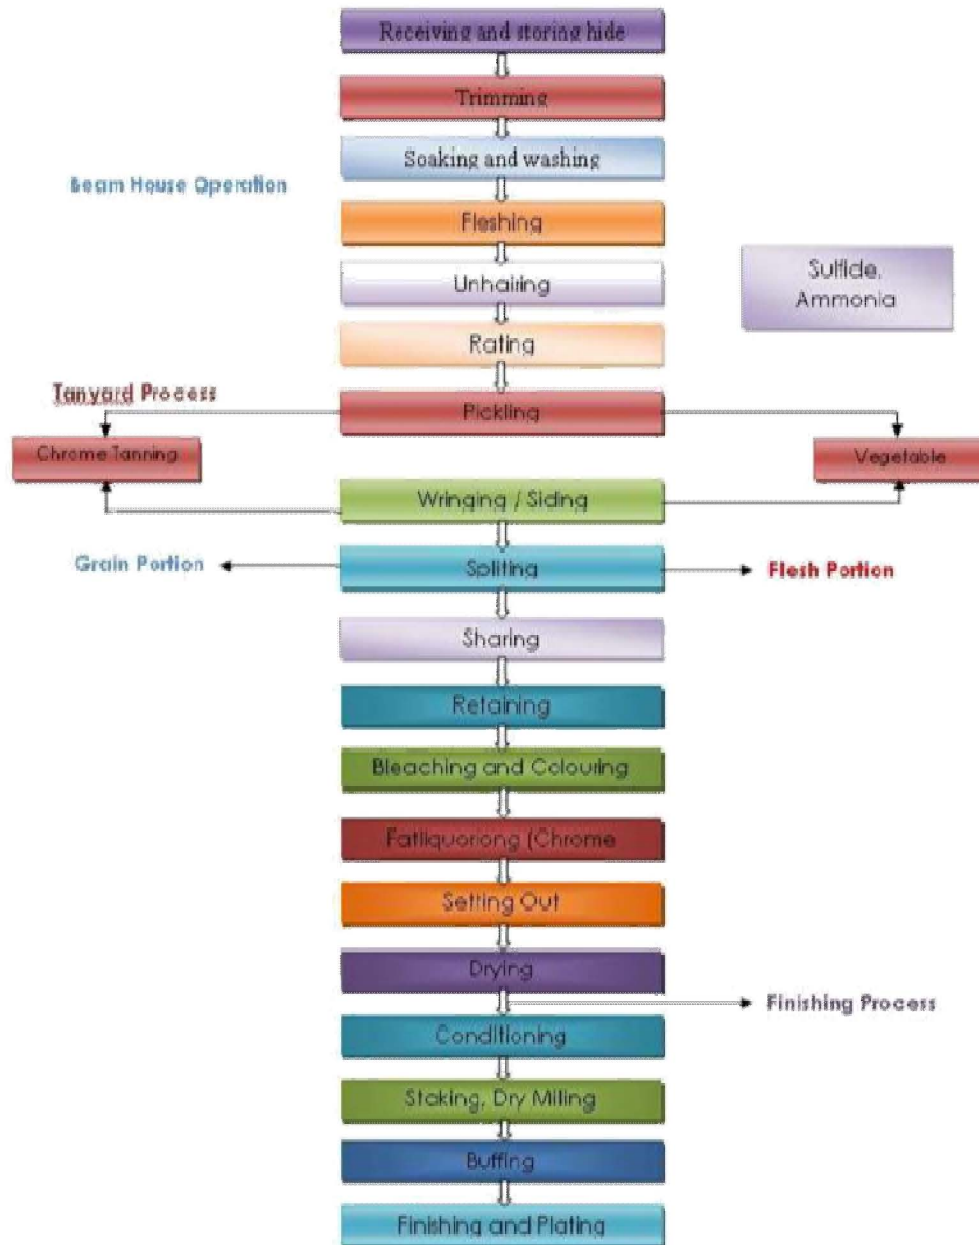 Receiving and storing hide
Trimming
Soaking and washing
Beam House Operation
Fleshing
Sulfide,
Ammonia
Unhairing
Rating
Tanyard Process
Pickling
Chrome Tanning
Vegetable
Wringing / Siding
Grain Portion
Spliting
Flesh Portion
Sharing
Retaining
Bleaching and Colouring
Fatliquoriong (Chrome
Setting Out
Drying
Finishing Process
Conditioning
Staking, Dry Milling
Buffing
Finishing and Plating